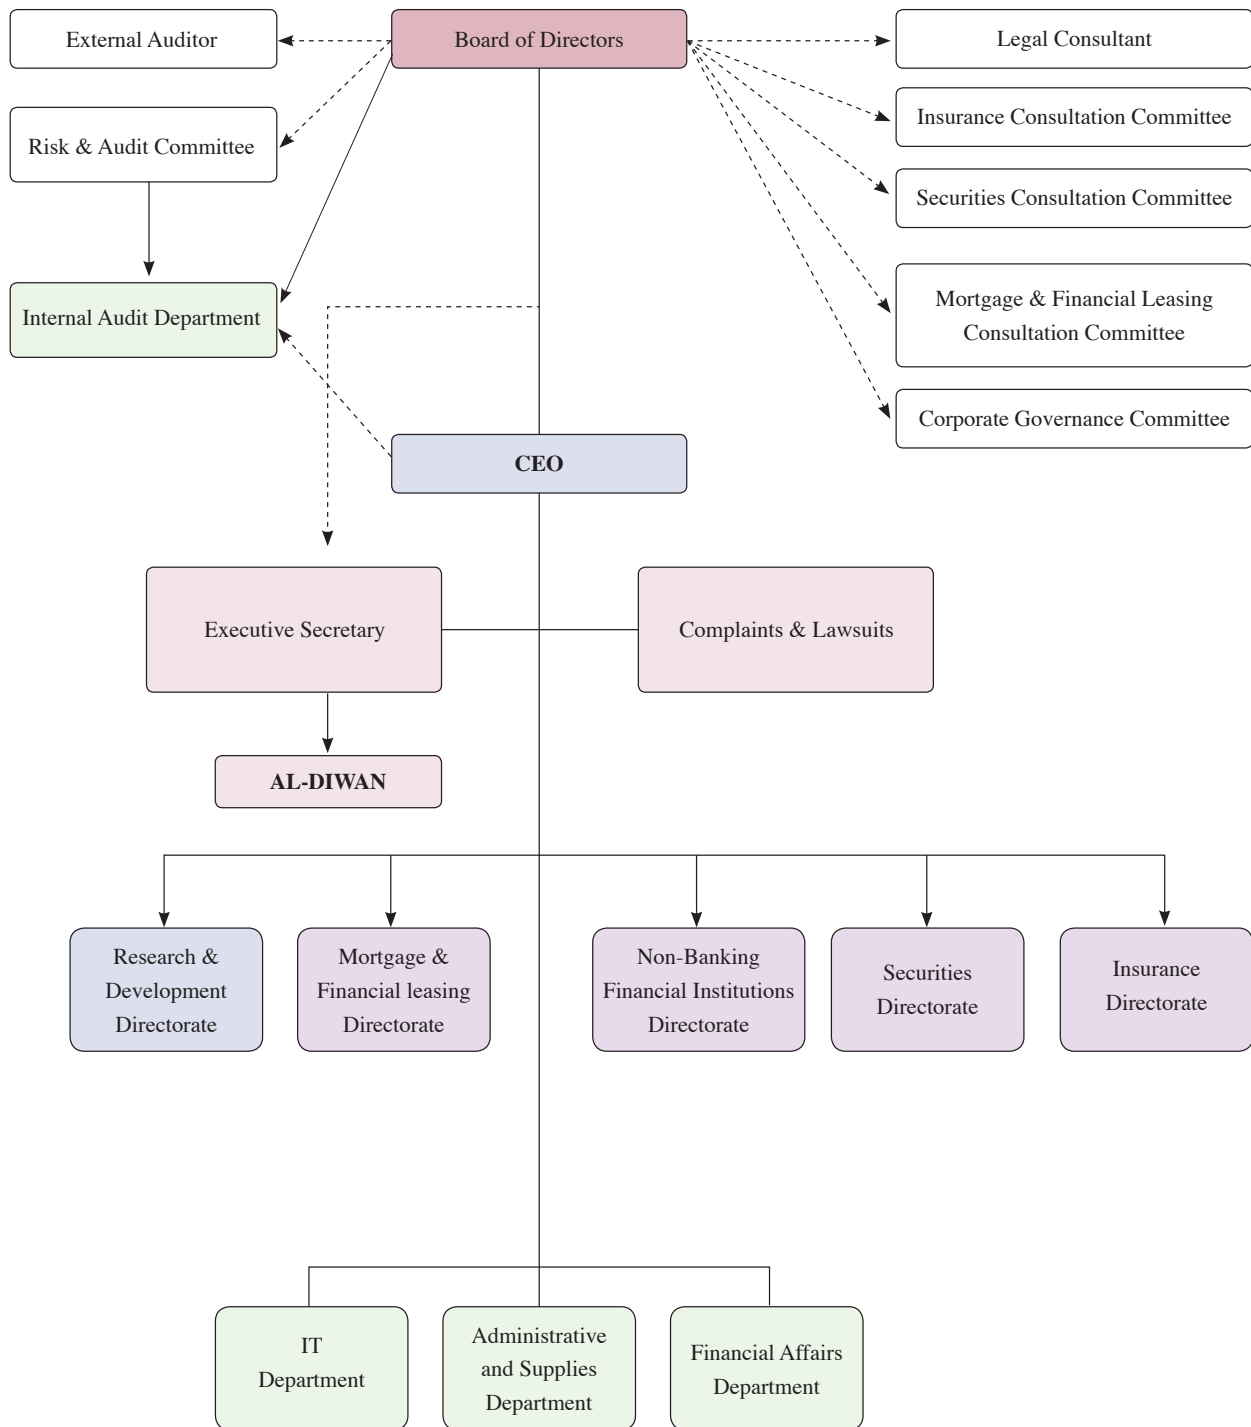 External Auditor
Board of Directors
Legal Consultant
Risk & Audit Committee
Insurance Consultation Committee
Securities Consultation Committee
Internal Audit Department
Mortgage & Financial Leasing
Consultation Committee
Corporate Governance Committee
CEO
Executive Secretary
Complaints & Lawsuits
AL-DIWAN
Research &
Development
Directorate
Mortgage &
Financial leasing
Directorate
Non-Banking
Financial Institutions
Directorate
Securities
Directorate
Insurance
Directorate
IT
Department
Administrative
and Supplies
Department
Financial Affairs
Department